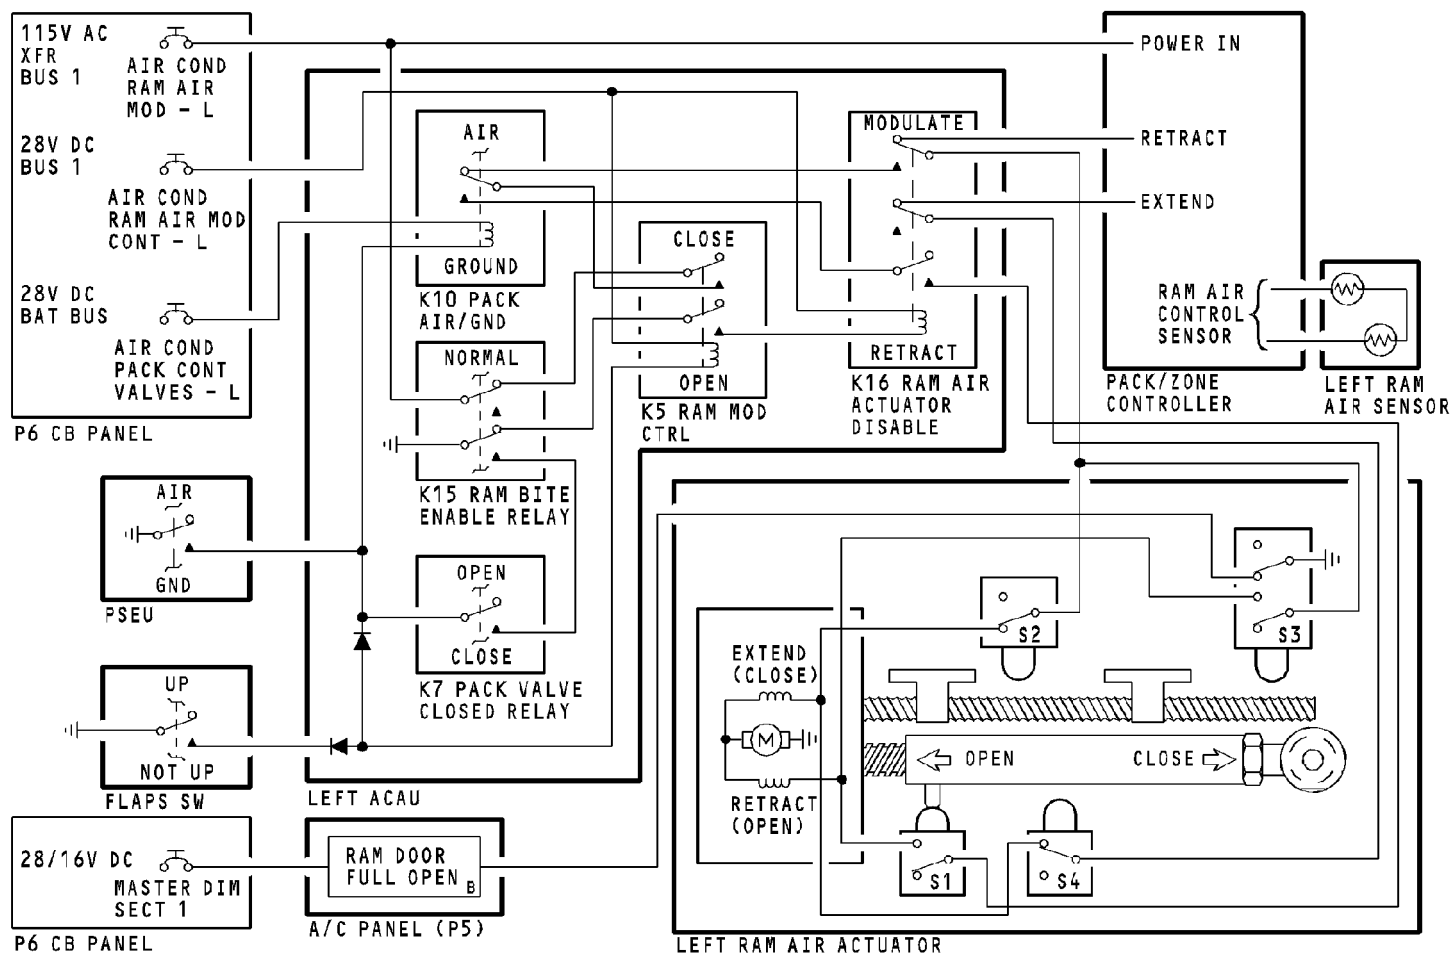 115V AC
XFR
BUS 1
AIR COND
RAM AIR
MOD - L
28V DC
BUS 1
AIR COND
RAM AIR MOD
CONT - L
28V DC
BAT BUS
AIR COND
PACK CONT
VALVES - L
P6 CB PANEL
AIR
GND
PSEU
UP
NOT UP
FLAPS SW
28/16V DC
MASTER DIM
SECT 1
P6 CB PANEL
AIR
GROUND
K10 PACK
AIR/GND
NORMAL
K15 RAM BITE
ENABLE RELAY
OPEN
CLOSE
K7 PACK VALVE
CLOSED RELAY
LEFT ACAU
RAM DOOR
FULL OPEN
B
A/C PANEL (P5)
CLOSE
OPEN
K5 RAM MOD
CTRL
MODULATE
RETRACT
K16 RAM AIR
ACTUATOR
DISABLE
POWER IN
RETRACT
EXTEND
RAM AIR
CONTROL
SENSOR
PACK/ZONE
CONTROLLER
LEFT RAM
AIR SENSOR
S2
S3
EXTEND
(CLOSE)
M
RETRACT
(OPEN)
OPEN
CLOSE
S1
S4
LEFT RAM AIR ACTUATOR